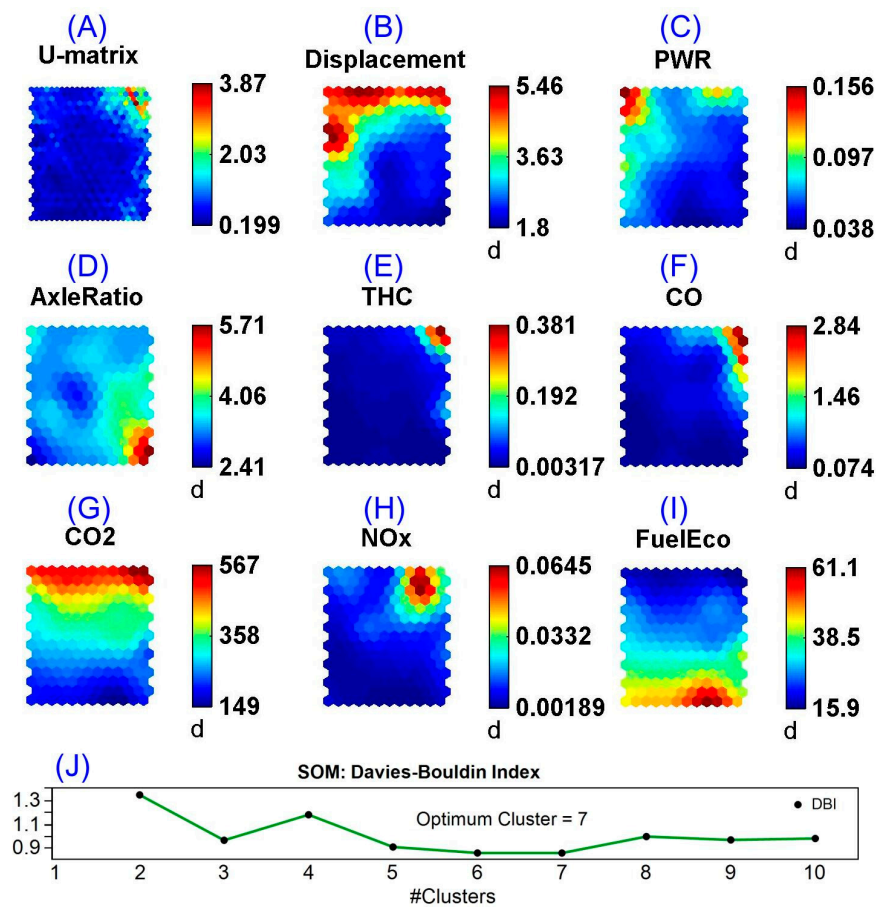 (A) (B) (C)
U-matrix Displacement PWR
3.87 5.46 0.156
2.03 3.63 0.097
0.199 1.8 0.038
d d
(D) (E) (F)
AxleRatio THC CO
5.71 0.381 2.84
4.06 0.192 1.46
2.41 0.00317 0.074
d d d
(G) (H) (I)
CO2 NOx FuelEco
567 0.0645 61.1
358 0.0332 38.5
149 0.00189 15.9
d d d
(J) SOM: Davies-Bouldin Index
1.3
DBI
1.1 Optimum Cluster = 7
0.9
1 2 3 4 5 6 7 8 9 10
#Clusters